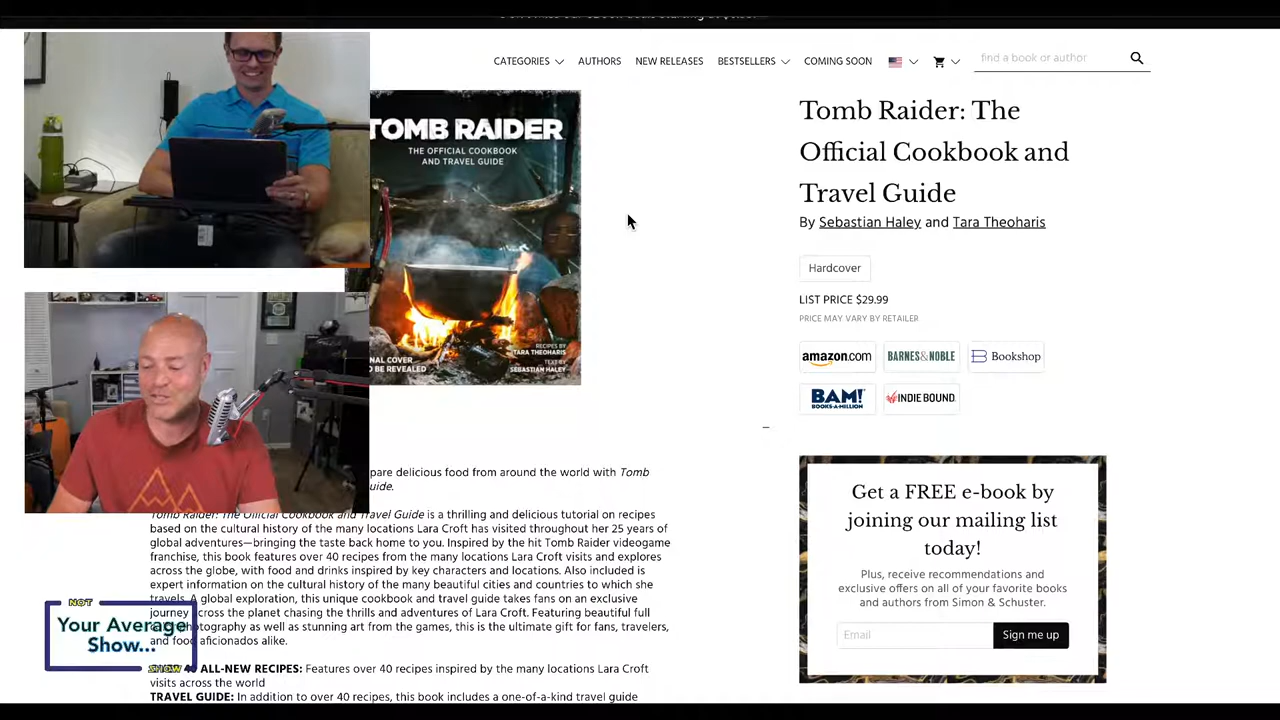 CATEGORIES AUTHORS NEW RELEASES BESTSELLERS COMING SOON find a book or author
TOMB RAIDER
THE OFFICIAL COOKBOOK
AND TRAVEL GUIDE
NAL COVER
O BE REVEALED
RECIPES BY
TARA THEOHARIS
TEXT BY
SEBASTIAN HALEY
Tomb Raider: The
Official Cookbook and
Travel Guide
By Sebastian Haley and Tara Theoharis
Hardcover
LIST PRICE $29.99
PRICE MAY VARY BY RETAILER
amazon.com BARNES & NOBLE Bookshop
BAM! BOOKS-A-MILLION INDIE BOUND
pare delicious food from around the world with Tomb
uide.
Tomb Raider: The Official Cookbook and Travel Guide is a thrilling and delicious tutorial on recipes
based on the cultural history of the many locations Lara Croft has visited throughout her 25 years of
global adventures—bringing the taste back home to you. Inspired by the hit Tomb Raider videogame
franchise, this book features over 40 recipes from the many locations Lara Croft visits and explores
across the globe, with food and drinks inspired by key characters and locations. Also included is
expert information on the cultural history of the many beautiful cities and countries to which she
travels. A global exploration, this unique cookbook and travel guide takes fans on an exclusive
journey across the planet chasing the thrills and adventures of Lara Croft. Featuring beautiful full
photography as well as stunning art from the games, this is the ultimate gift for fans, travelers,
and food aficionados alike.
ALL-NEW RECIPES: Features over 40 recipes inspired by the many locations Lara Croft
visits across the world
TRAVEL GUIDE: In addition to over 40 recipes, this book includes a one-of-a-kind travel guide
Get a FREE e-book by
joining our mailing list
today!
Plus, receive recommendations and
exclusive offers on all of your favorite books
and authors from Simon & Schuster.
Email Sign me up
NOT
Your Average
Show...
SHOW